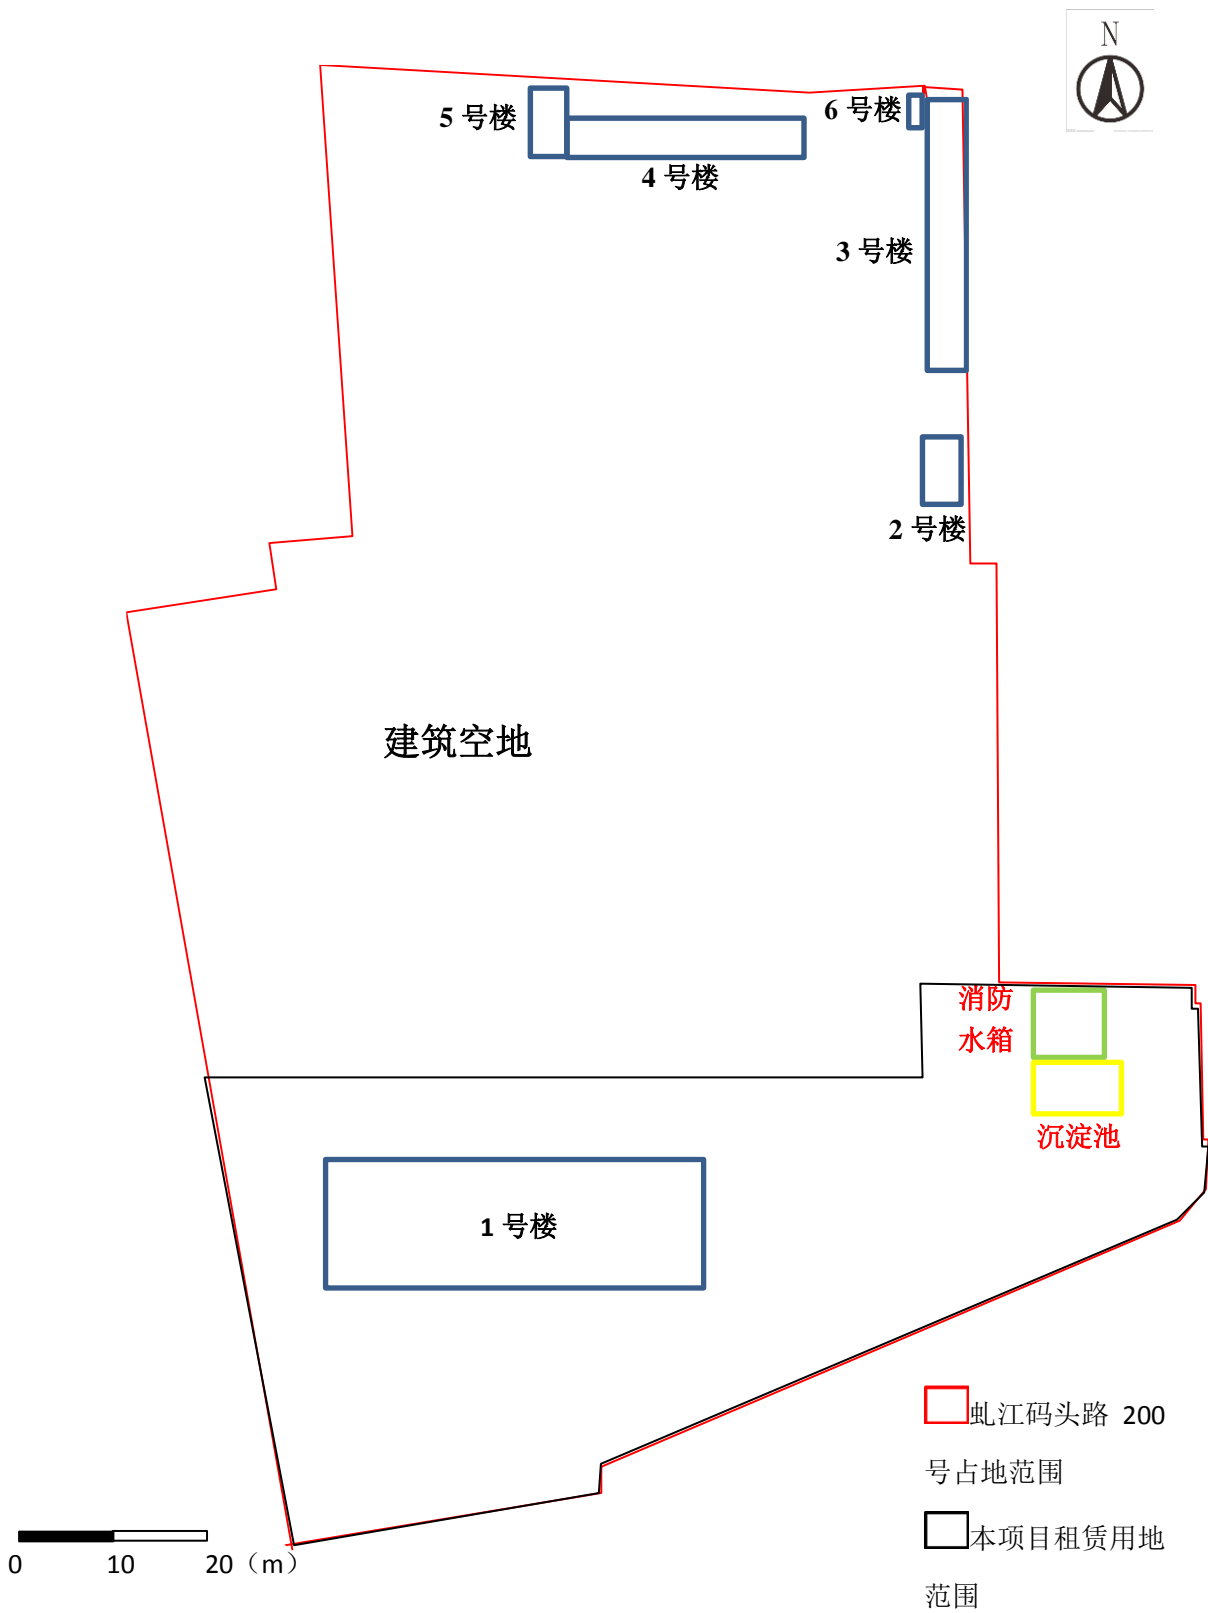 N
5 号楼
6 号楼
4 号楼
3 号楼
2 号楼
建筑空地
消防
水箱
沉淀池
1 号楼
虬江码头路 200
号占地范围
本项目租赁用地
范围
0 10 20（m）